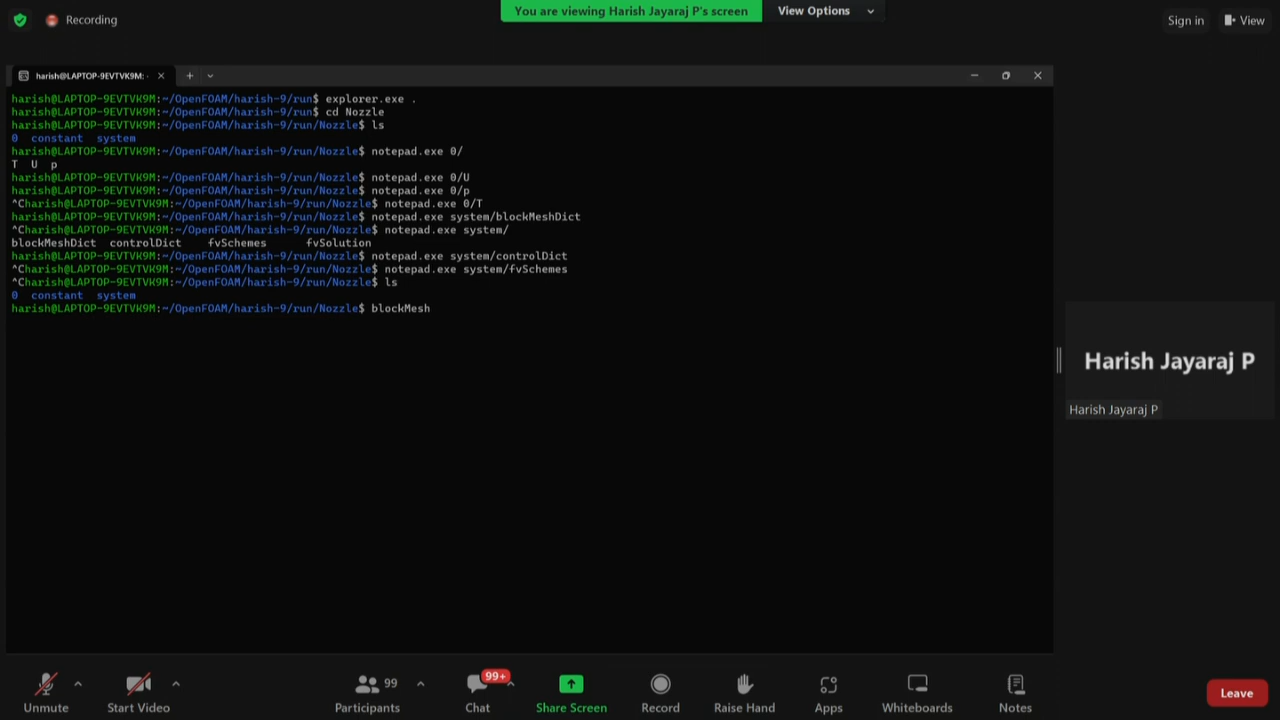 Recording
You are viewing Harish Jayaraj P's screen
View Options
Sign in
View
harish@LAPTOP-9EVTVK9M: -
harish@LAPTOP-9EVTVK9M:~/OpenFOAM/harish-9/run$ explorer.exe .
harish@LAPTOP-9EVTVK9M:~/OpenFOAM/harish-9/run$ cd Nozzle
harish@LAPTOP-9EVTVK9M:~/OpenFOAM/harish-9/run/Nozzle$ ls
0  constant  system
harish@LAPTOP-9EVTVK9M:~/OpenFOAM/harish-9/run/Nozzle$ notepad.exe 0/
T  U  p
harish@LAPTOP-9EVTVK9M:~/OpenFOAM/harish-9/run/Nozzle$ notepad.exe 0/U
harish@LAPTOP-9EVTVK9M:~/OpenFOAM/harish-9/run/Nozzle$ notepad.exe 0/p
^Charish@LAPTOP-9EVTVK9M:~/OpenFOAM/harish-9/run/Nozzle$ notepad.exe 0/T
harish@LAPTOP-9EVTVK9M:~/OpenFOAM/harish-9/run/Nozzle$ notepad.exe system/blockMeshDict
^Charish@LAPTOP-9EVTVK9M:~/OpenFOAM/harish-9/run/Nozzle$ notepad.exe system/
blockMeshDict  controlDict    fvSchemes      fvSolution
harish@LAPTOP-9EVTVK9M:~/OpenFOAM/harish-9/run/Nozzle$ notepad.exe system/controlDict
^Charish@LAPTOP-9EVTVK9M:~/OpenFOAM/harish-9/run/Nozzle$ notepad.exe system/fvSchemes
^Charish@LAPTOP-9EVTVK9M:~/OpenFOAM/harish-9/run/Nozzle$ ls
0  constant  system
harish@LAPTOP-9EVTVK9M:~/OpenFOAM/harish-9/run/Nozzle$ blockMesh
Harish Jayaraj P
Harish Jayaraj P
Unmute
Start Video
99
Participants
99+
Chat
Share Screen
Record
Raise Hand
Apps
Whiteboards
Notes
Leave